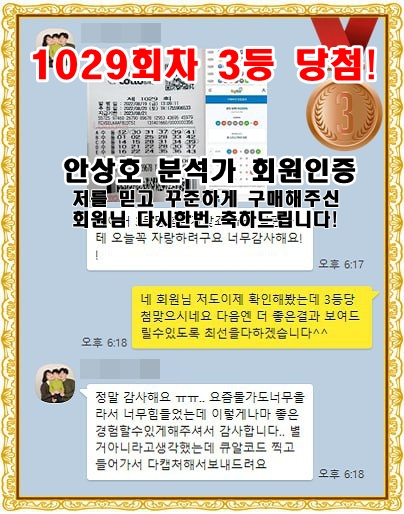 1029회차 3등 당첨!
3
제 1029 회
안상호 분석가 회원인증
저를 믿고 꾸준하게 구매해주신
회원님 다시한번 축하드립니다!
테 오늘꼭 자랑하려구요 너무감사해요!
!
오후 6:17
네 회원님 저도이제 확인해봤는데 3등당
첨맞으시네요 다음엔 더 좋은결과 보여드
릴수있도록 최선을다하겠습니다^^
오후 6:18
정말 감사해요 ㅠㅠ.. 요즘물가도너무올
라서 너무힘들었는데 이렇게나마 좋은
경험할수있게해주셔서 감사합니다.. 별
거아니라고생각했는데 큐알코드 찍고
들어가서 다캡처해서보내드려요
오후 6:18